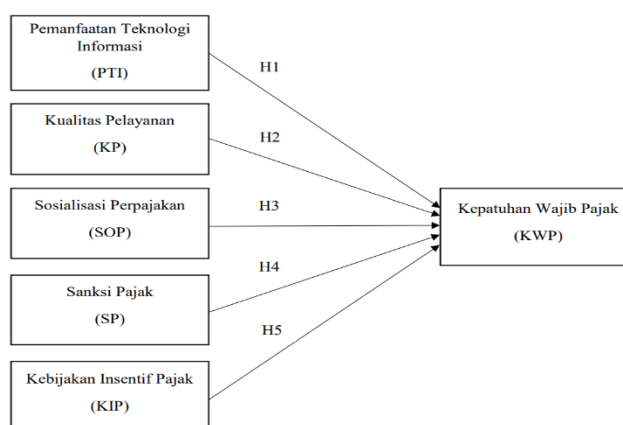 Pemanfaatan Teknologi
Informasi
(PTI)
H1
Kualitas Pelayanan
(KP)
H2
Sosialisasi Perpajakan
(SOP)
H3
Kepatuhan Wajib Pajak
(KWP)
Sanksi Pajak
(SP)
H4
Kebijakan Insentif Pajak
(KIP)
H5